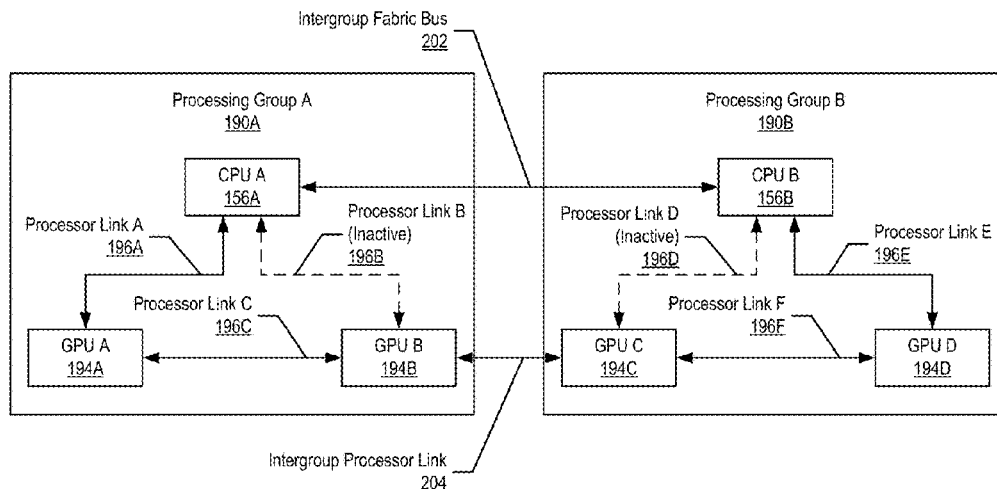 Intergroup Fabric Bus
202
Processing Group A
190A
Processing Group B
190B
CPU A
156A
CPU B
156B
Processor Link A
196A
Processor Link B
(Inactive)
196B
Processor Link D
(Inactive)
196D
Processor Link E
196E
Processor Link C
196C
Processor Link F
196F
GPU A
194A
GPU B
194B
GPU C
194C
GPU D
194D
Intergroup Processor Link
204